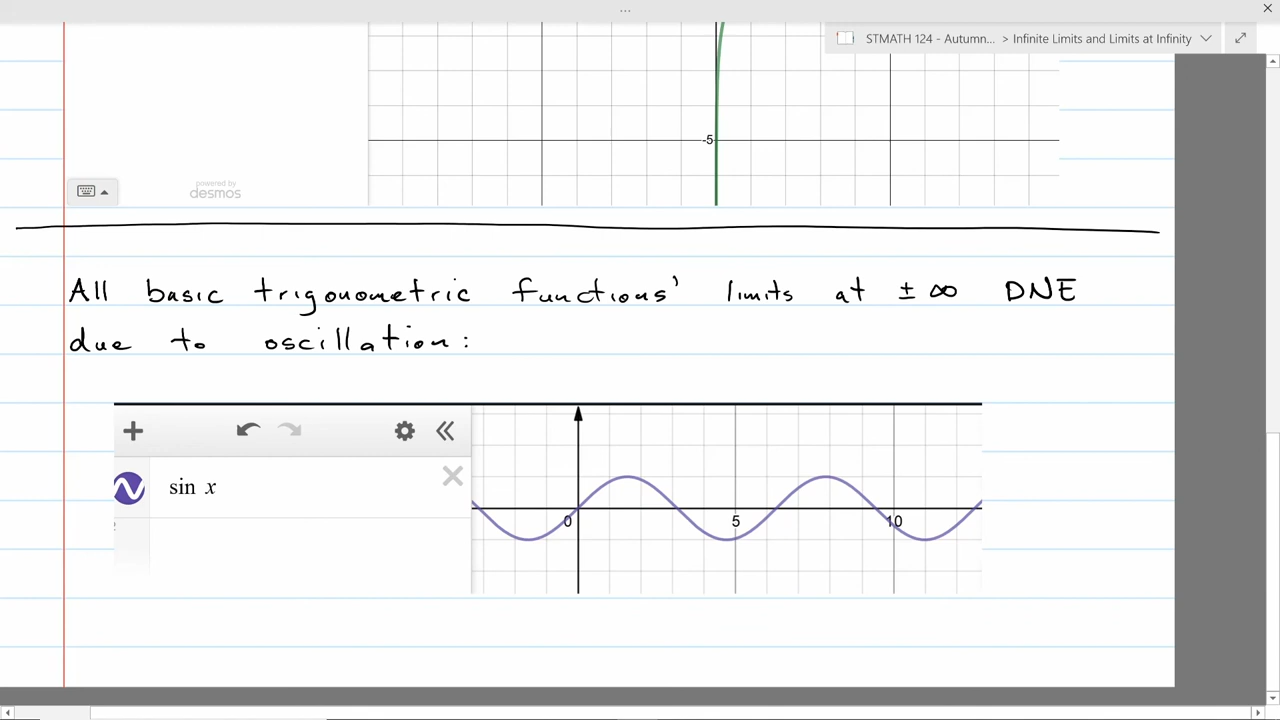 ...
STMATH 124 - Autumn... > Infinite Limits and Limits at Infinity
-5
powered by
desmos
All basic trigonometric functions' limits at ± ∞ DNE
due to oscillation:
sin x
0 5 10